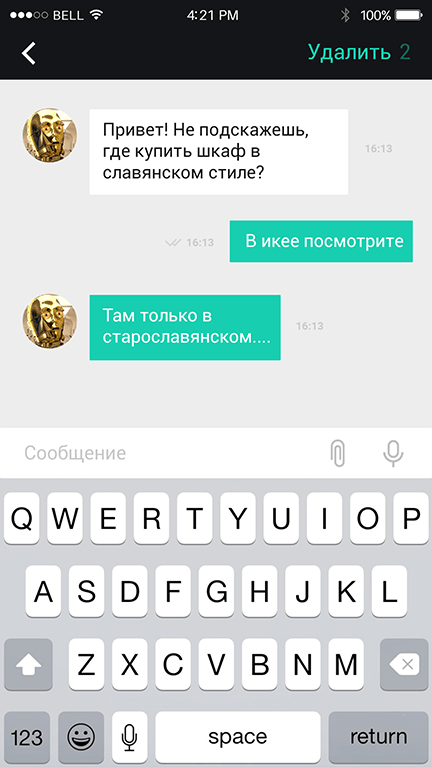 BELL 4:21 PM 100%
Удалить 2
Привет! Не подскажешь,
где купить шкаф в
славянском стиле?
16:13
16:13
В икее посмотрите
Там только в
старославянском....
16:13
Сообщение
Q W E R T Y U I O P
A S D F G H J K L
Z X C V B N M
123 space return